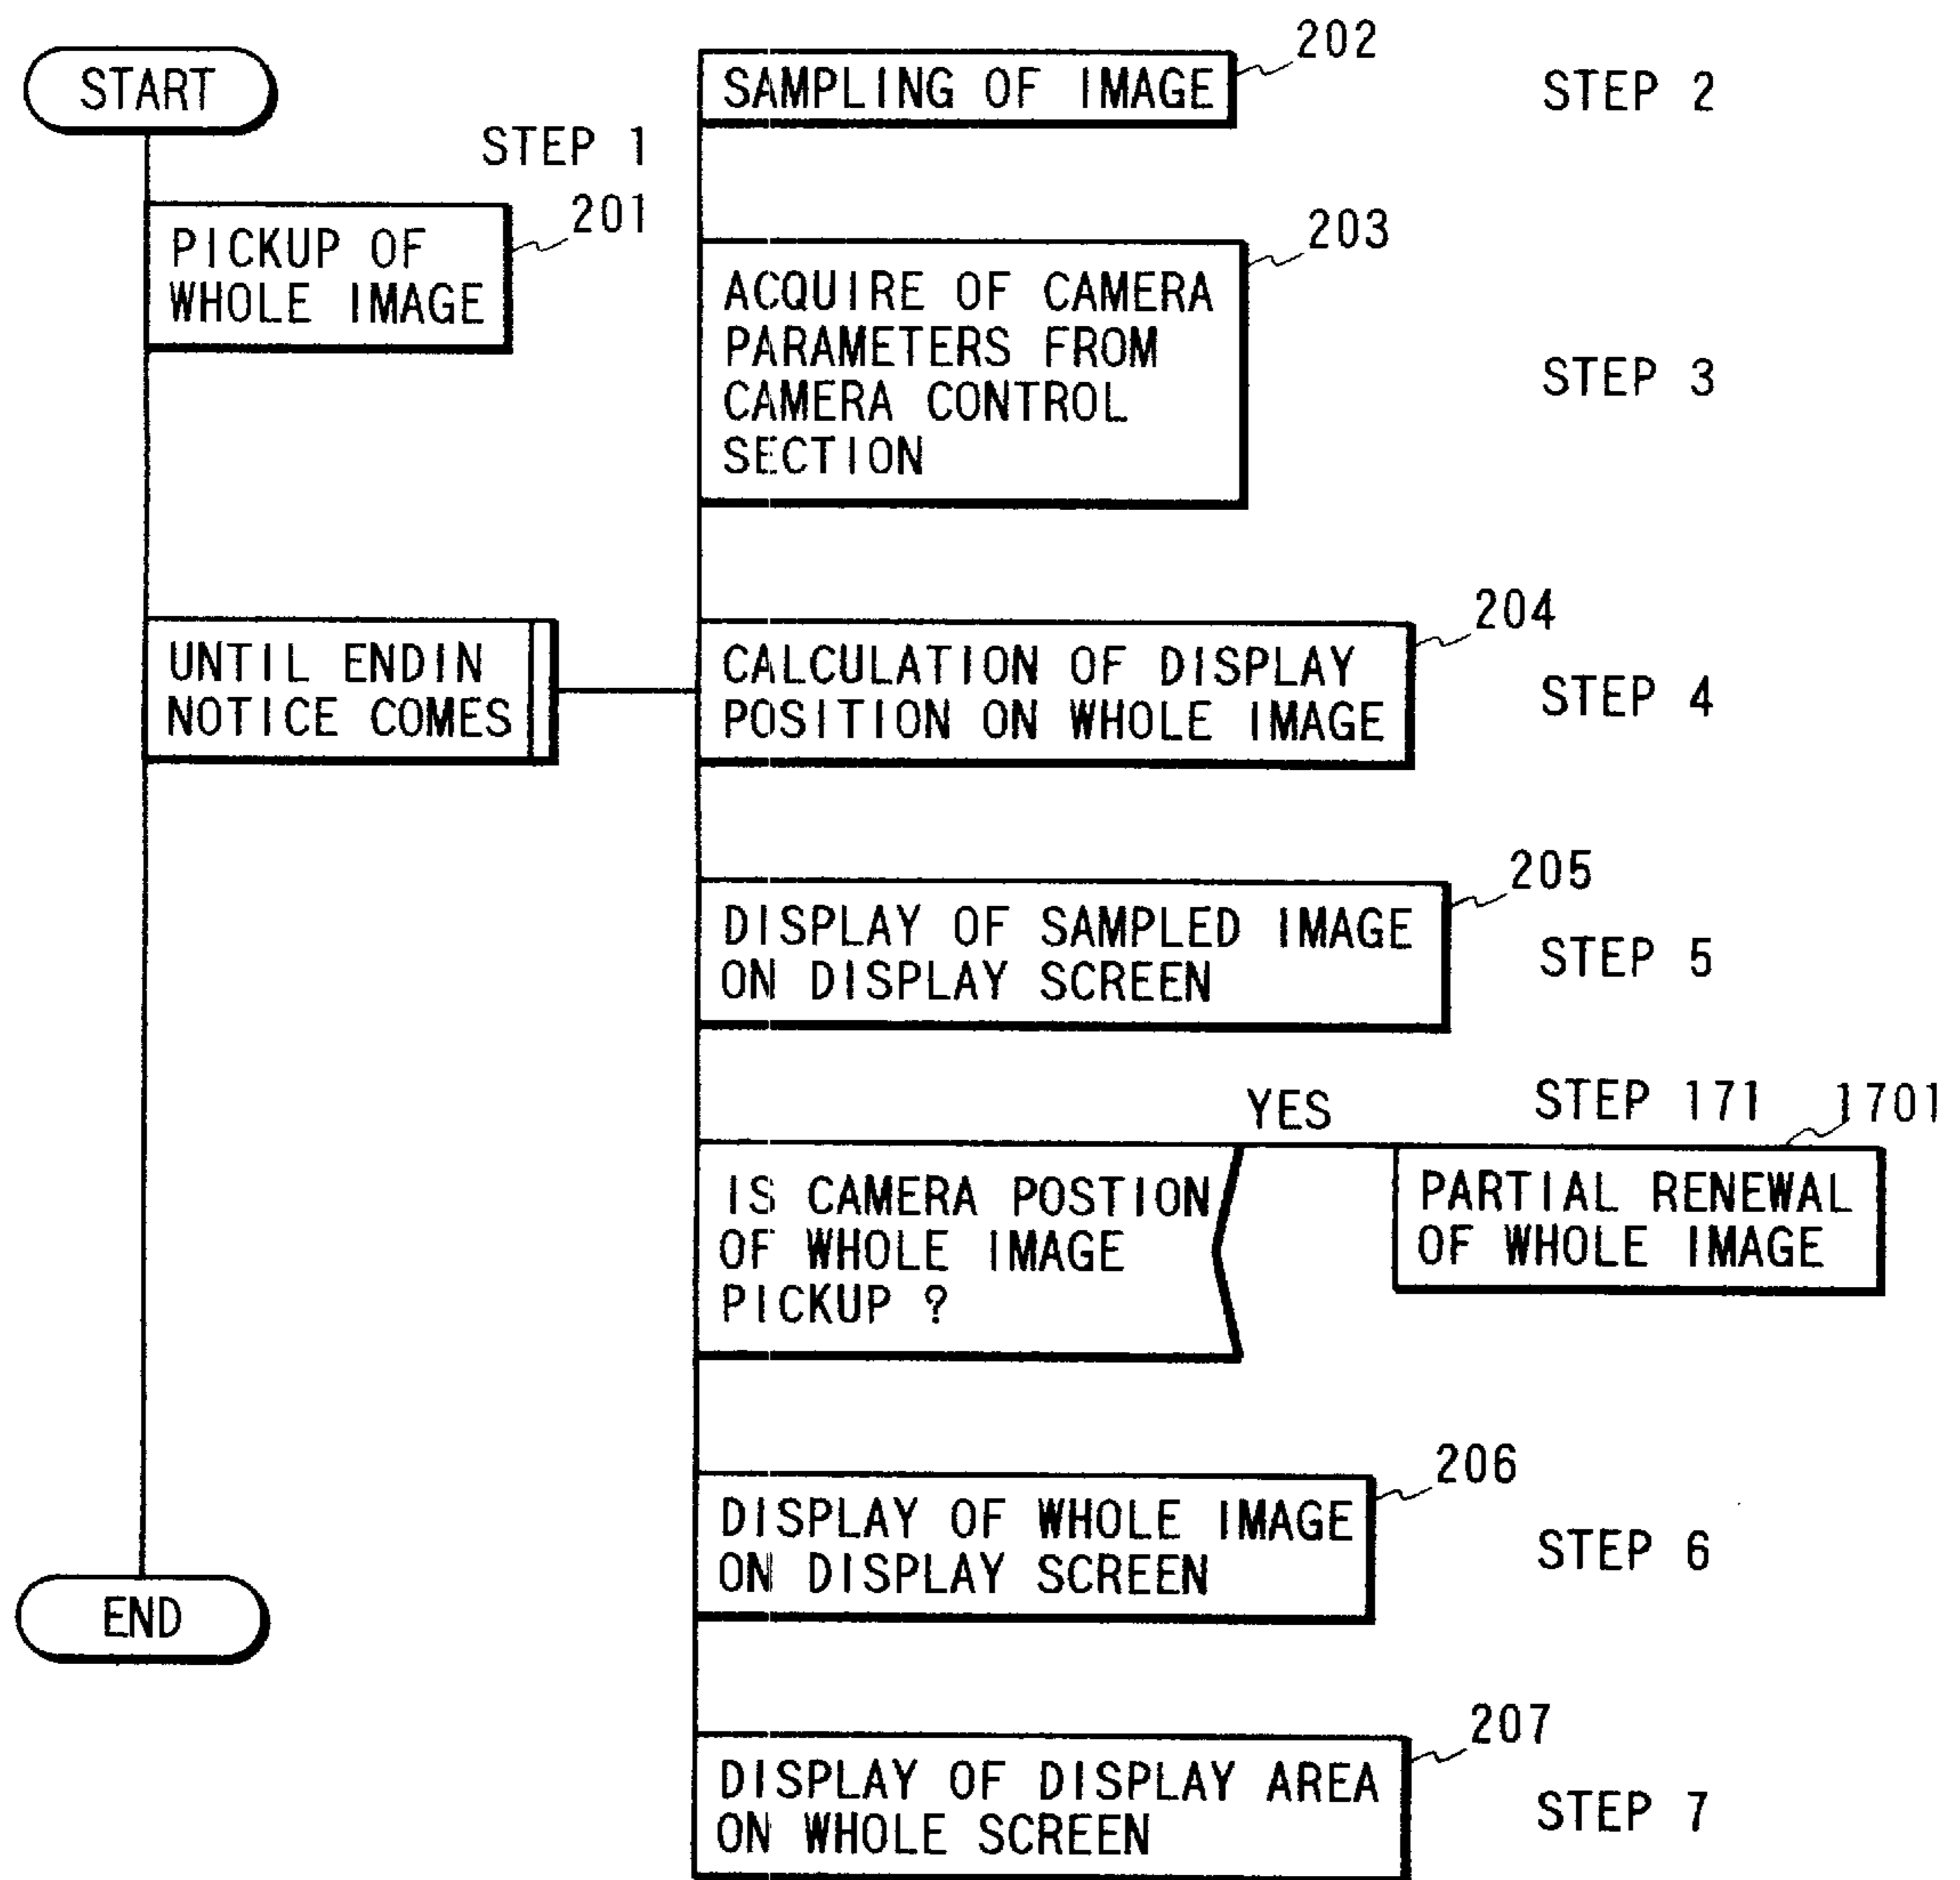 START
STEP 1
201
PICKUP OF
WHOLE IMAGE
UNTIL ENDIN
NOTICE COMES
END
202
SAMPLING OF IMAGE
STEP 2
203
ACQUIRE OF CAMERA
PARAMETERS FROM
CAMERA CONTROL
SECTION
STEP 3
204
CALCULATION OF DISPLAY
POSITION ON WHOLE IMAGE
STEP 4
205
DISPLAY OF SAMPLED IMAGE
ON DISPLAY SCREEN
STEP 5
IS CAMERA POSTION
OF WHOLE IMAGE
PICKUP ?
YES
STEP 171
1701
PARTIAL RENEWAL
OF WHOLE IMAGE
206
DISPLAY OF WHOLE IMAGE
ON DISPLAY SCREEN
STEP 6
207
DISPLAY OF DISPLAY AREA
ON WHOLE SCREEN
STEP 7